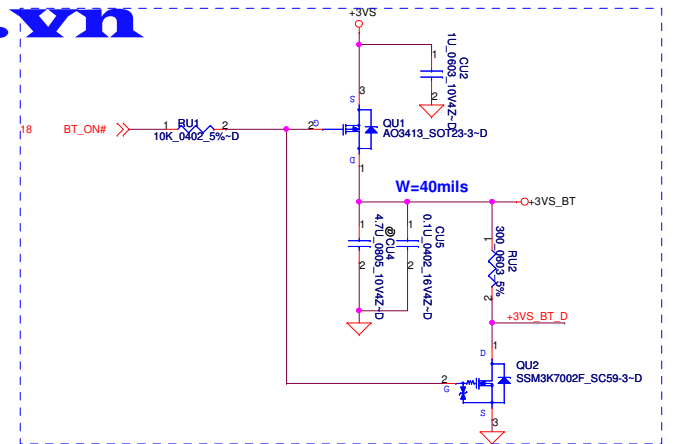 .vn
+3VS
1
CU2
1U_0603_10V4Z~D
2
3
S
18 BT_ON# 1 RU1 2
10K_0402_5%~D
2 G
QU1
AO3413_SOT23-3~D
D
1
W=40mils
+3VS_BT
1
@CU4
4.7U_0805_10V4Z~D
2
1
CU5
0.1U_0402_16V4Z~D
2
1
RU2
300_0603_5%
2
+3VS_BT_D
1
D
QU2
SSM3K7002F_SC59-3~D
2
G
S
3